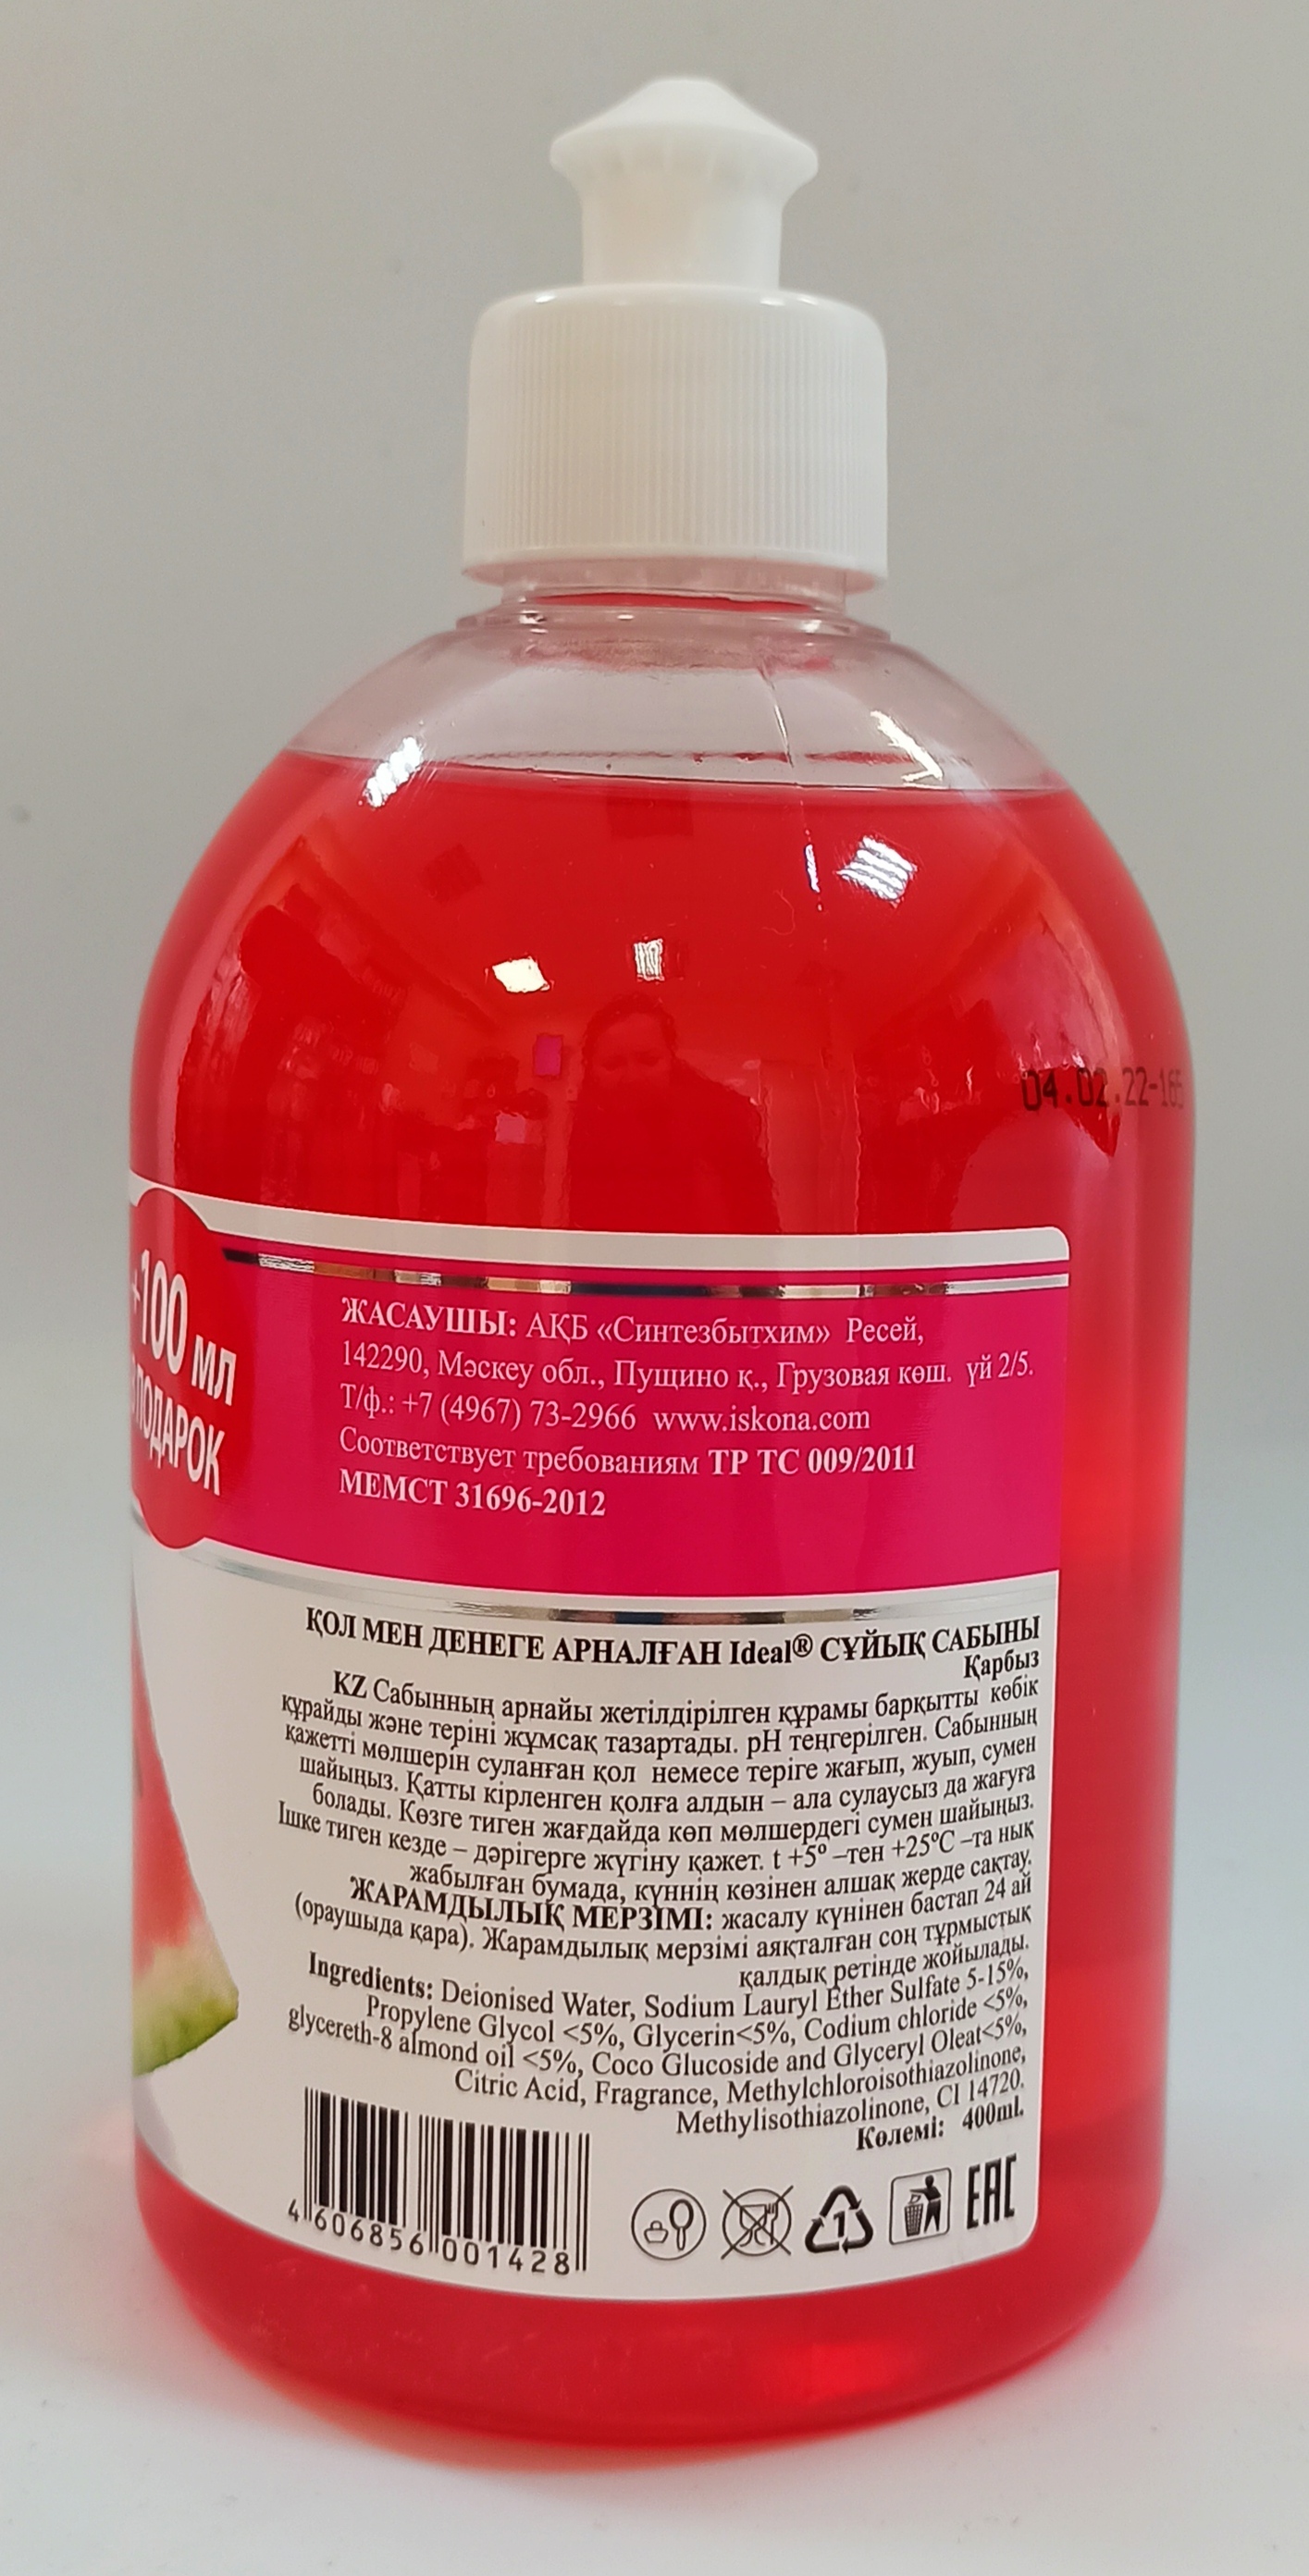 04.02.22-165
+100 мл
ПОДАРОК
ЖАСАУШЫ: АҚБ «Синтезбытхим» Ресей,
142290, Мәскеу обл., Пущино қ., Грузовая көш. үй 2/5.
Т/ф.: +7 (4967) 73-2966 www.iskona.com
Соответствует требованиям ТР ТС 009/2011
МЕМСТ 31696-2012
ҚОЛ МЕН ДЕНЕГЕ АРНАЛҒАН Ideal® СҰЙЫҚ САБЫНЫ
Қарбыз
KZ Сабынның арнайы жетілдірілген құрамы барқытты көбік
құрайды және теріні жұмсақ тазартады. pH теңгерілген. Сабынның
қажетті мөлшерін суланған қол немесе теріге жағып, жуып, сумен
шайыңыз. Қатты кірленген қолға алдын – ала сулаусыз да жағуға
болады. Көзге тиген жағдайда көп мөлшердегі сумен шайыңыз.
Ішке тиген кезде – дәрігерге жүгіну қажет. t +5º –тен +25ºС –та нық
жабылған бумада, күннің көзінен алшақ жерде сақтау.
ЖАРАМДЫЛЫҚ МЕРЗІМІ: жасалу күнінен бастап 24 ай
(ораушыда қара). Жарамдылық мерзімі аяқталған соң тұрмыстық
қалдық ретінде жойылады.
Ingredients: Deionised Water, Sodium Lauryl Ether Sulfate 5-15%,
Propylene Glycol <5%, Glycerin<5%, Codium chloride <5%,
glycereth-8 almond oil <5%, Coco Glucoside and Glyceryl Oleat<5%,
Citric Acid, Fragrance, Methylchloroisothiazolinone,
Methylisothiazolinone, CI 14720.
Көлемі: 400ml.
4 606856 001428
1
EAC